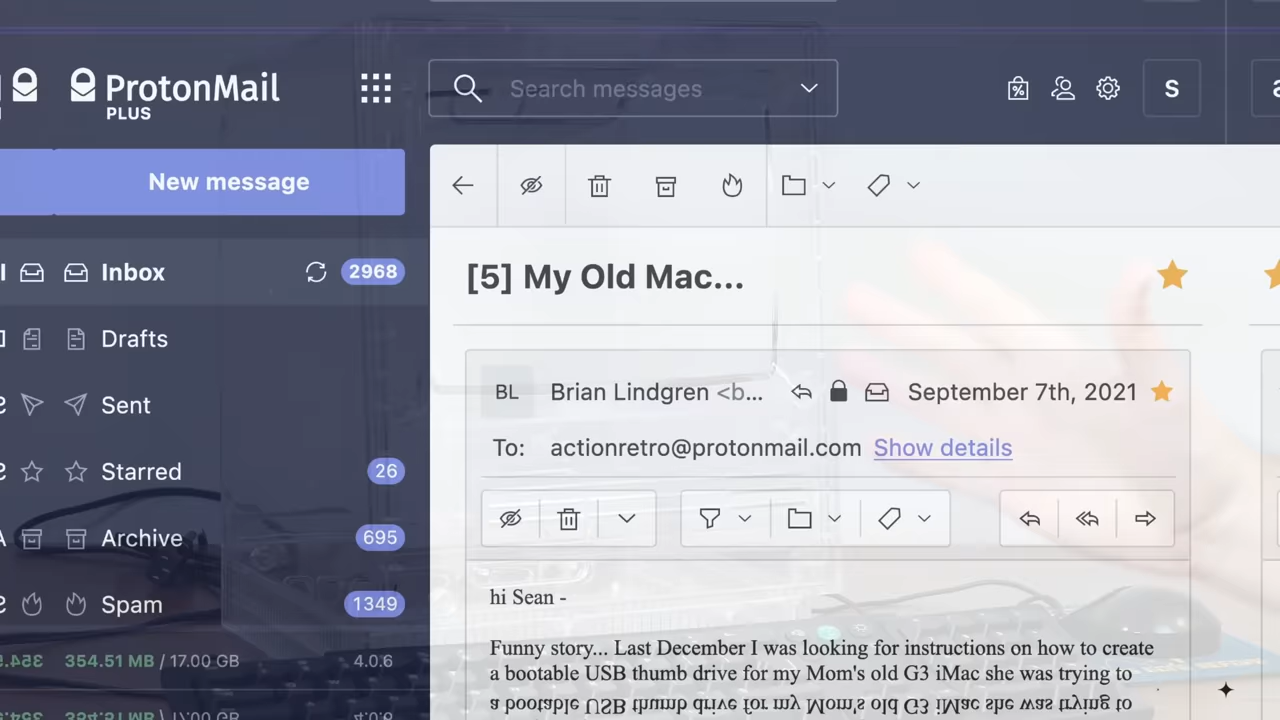 ProtonMail
PLUS
Search messages
S
New message
Inbox 2968
Drafts
Sent
Starred 26
Archive 695
Spam 1349
354.51 MB / 17.00 GB 4.0.6
[5] My Old Mac...
BL Brian Lindgren <b... September 7th, 2021
To: actionretro@protonmail.com Show details
hi Sean -
Funny story... Last December I was looking for instructions on how to create
a bootable USB thumb drive for my Mom's old G3 iMac she was trying to